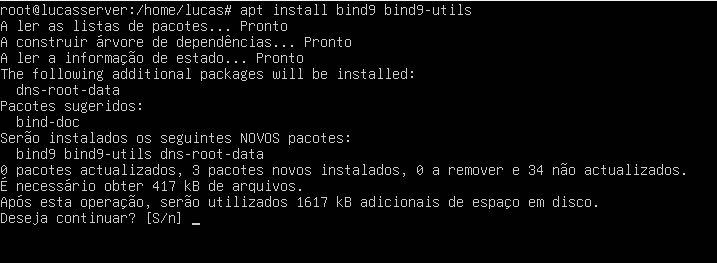 root@lucasserver:/home/lucas# apt install bind9 bind9-utils
A ler as listas de pacotes... Pronto
A construir árvore de dependências... Pronto
A ler a informação de estado... Pronto
The following additional packages will be installed:
  dns-root-data
Pacotes sugeridos:
  bind-doc
Serão instalados os seguintes NOVOS pacotes:
  bind9 bind9-utils dns-root-data
0 pacotes actualizados, 3 pacotes novos instalados, 0 a remover e 34 não actualizados.
É necessário obter 417 kB de arquivos.
Após esta operação, serão utilizados 1617 kB adicionais de espaço em disco.
Deseja continuar? [S/n] _